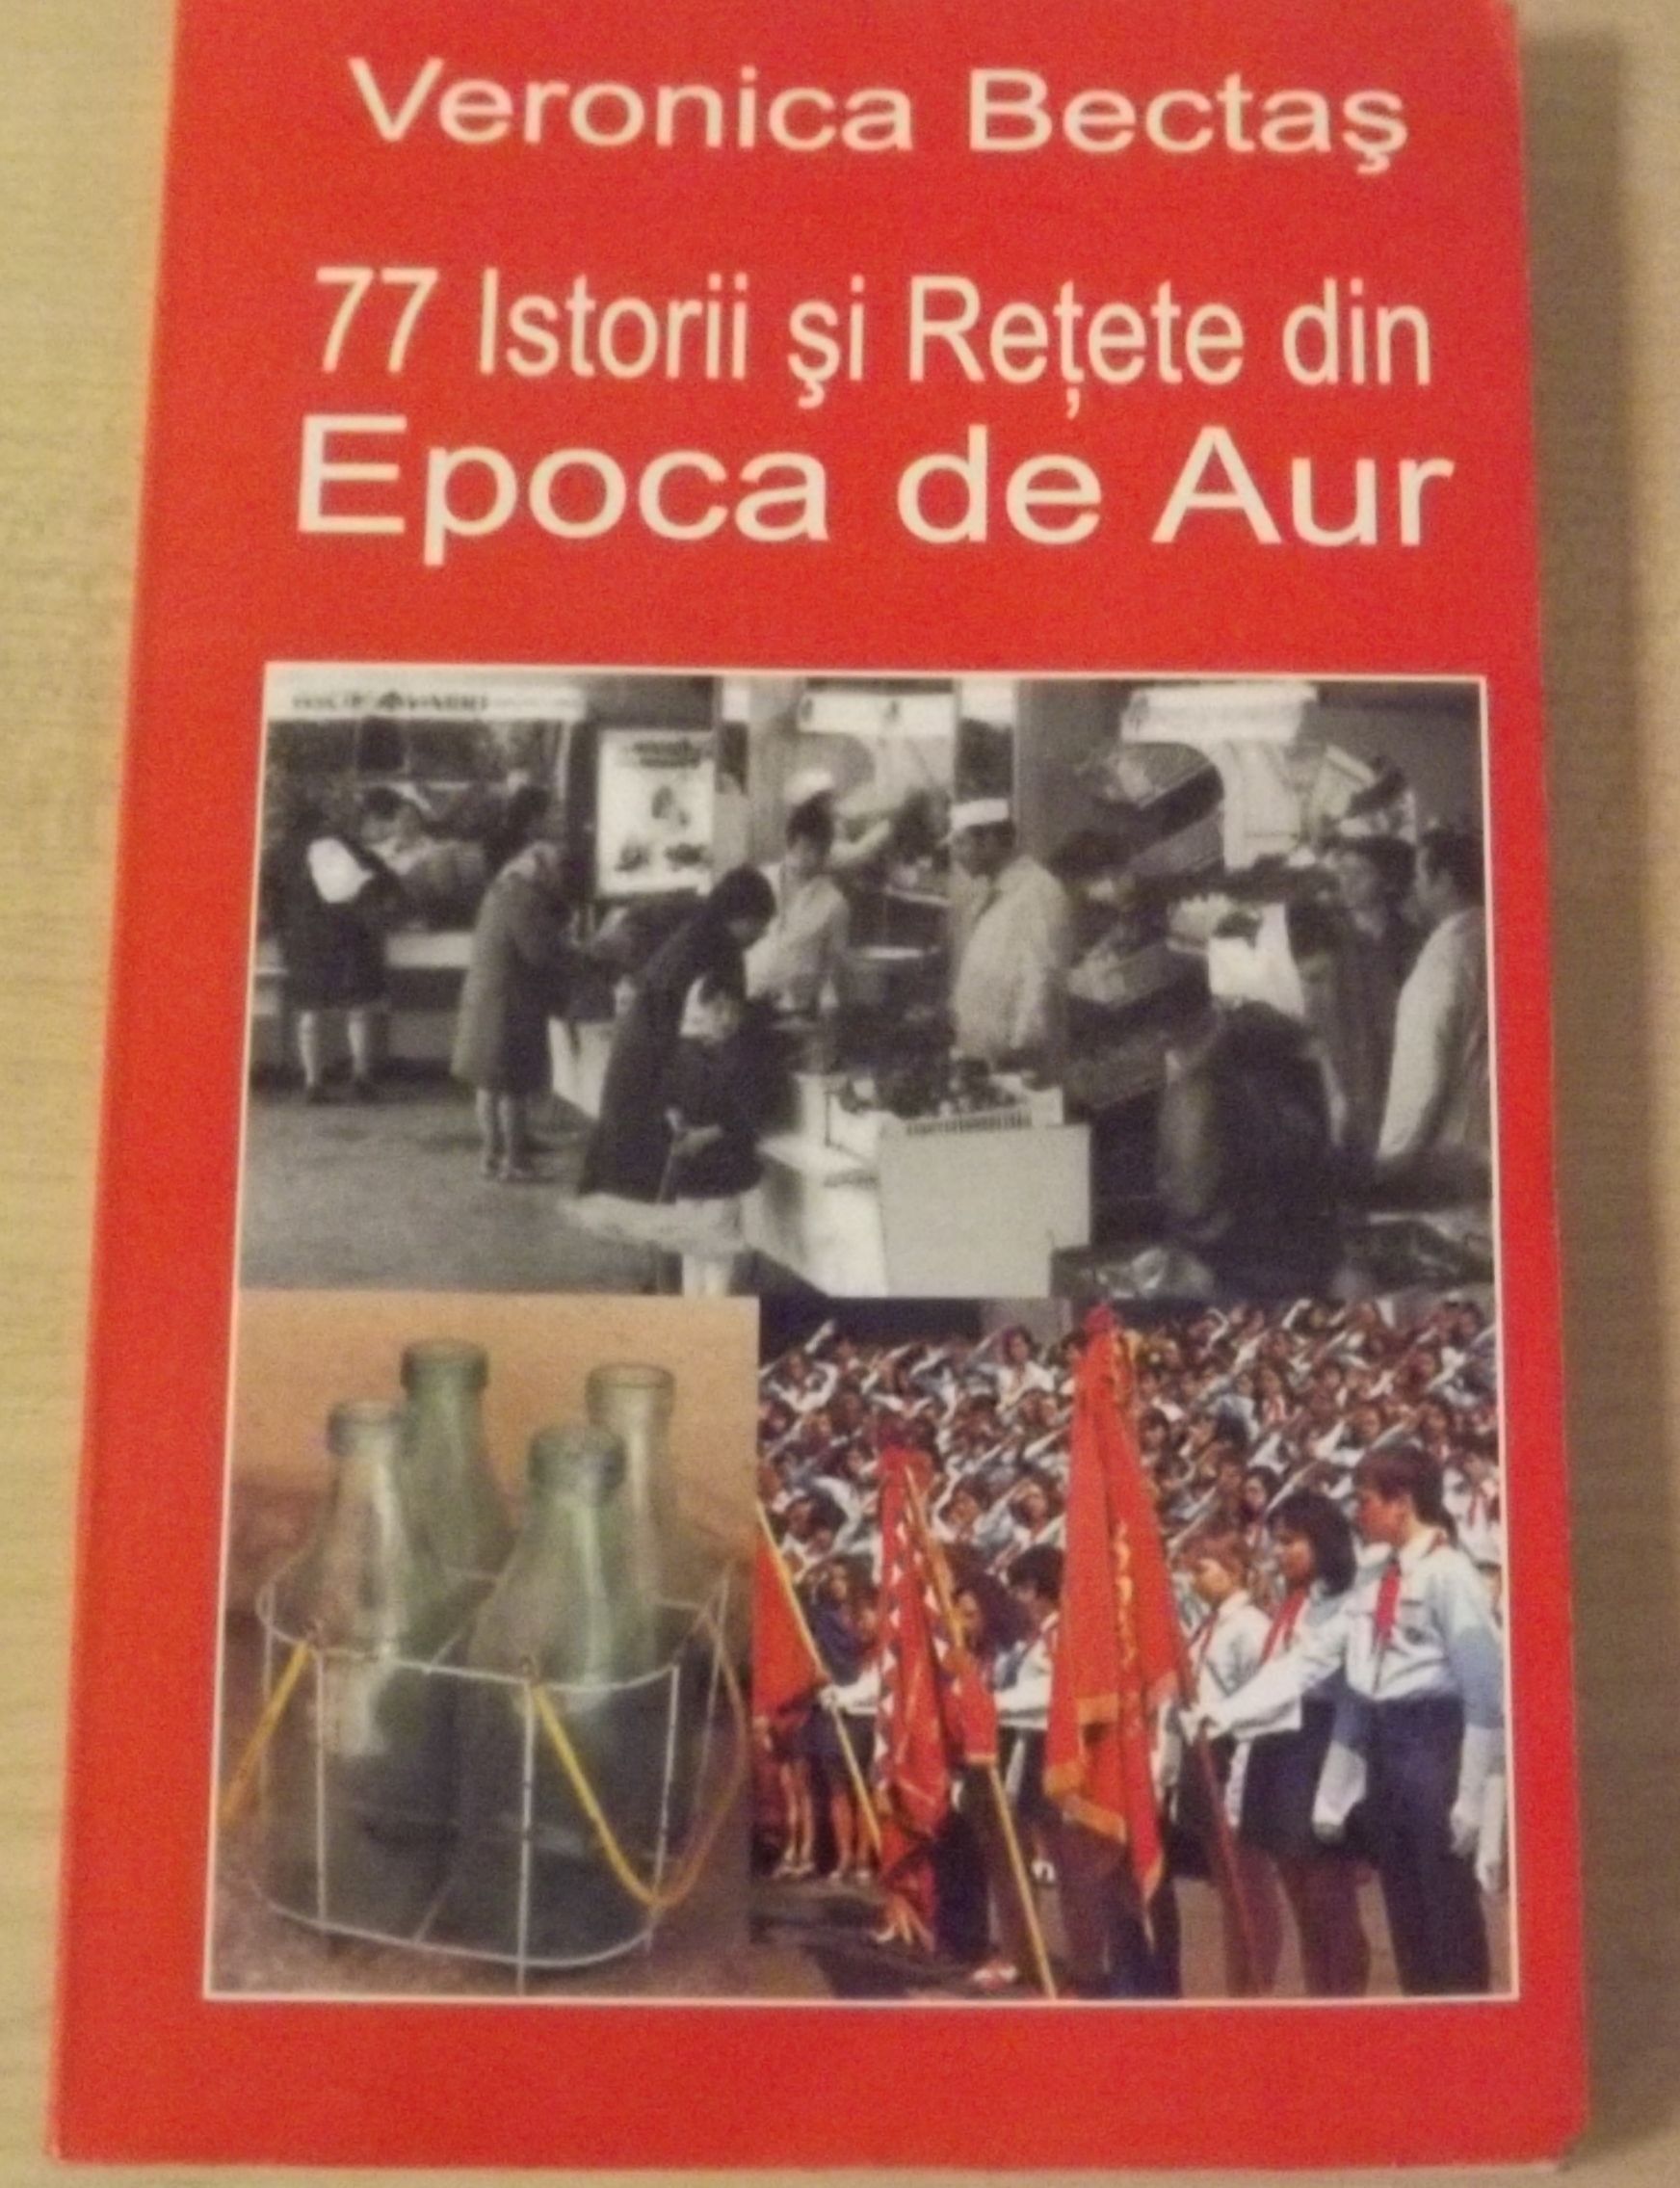 Veronica Bectaş
77 Istorii şi Reţete din
Epoca de Aur